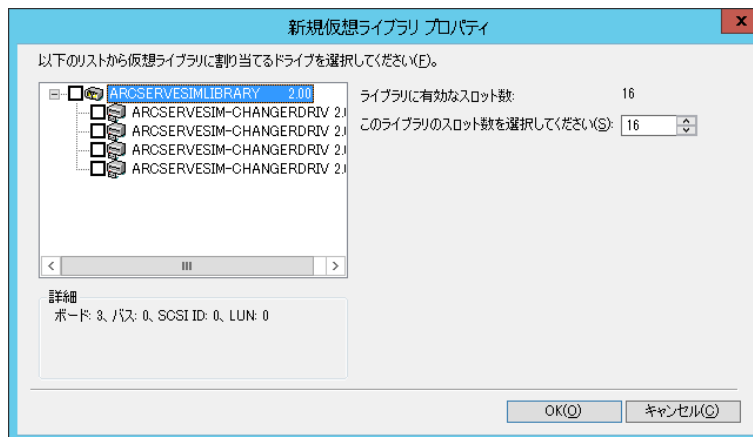 新規仮想ライブラリ プロパティ
以下のリストから仮想ライブラリに割り当てるドライブを選択してください(F)。
ARCSERVESIMLIBRARY 2.00
ARCSERVESIM-CHANGERDRIV 2.
ARCSERVESIM-CHANGERDRIV 2.
ARCSERVESIM-CHANGERDRIV 2.
ARCSERVESIM-CHANGERDRIV 2.
ライブラリに有効なスロット数: 16
このライブラリのスロット数を選択してください(S): 16
詳細
ボード: 3、バス: 0、SCSI ID: 0、LUN: 0
OK(O) キャンセル(C)